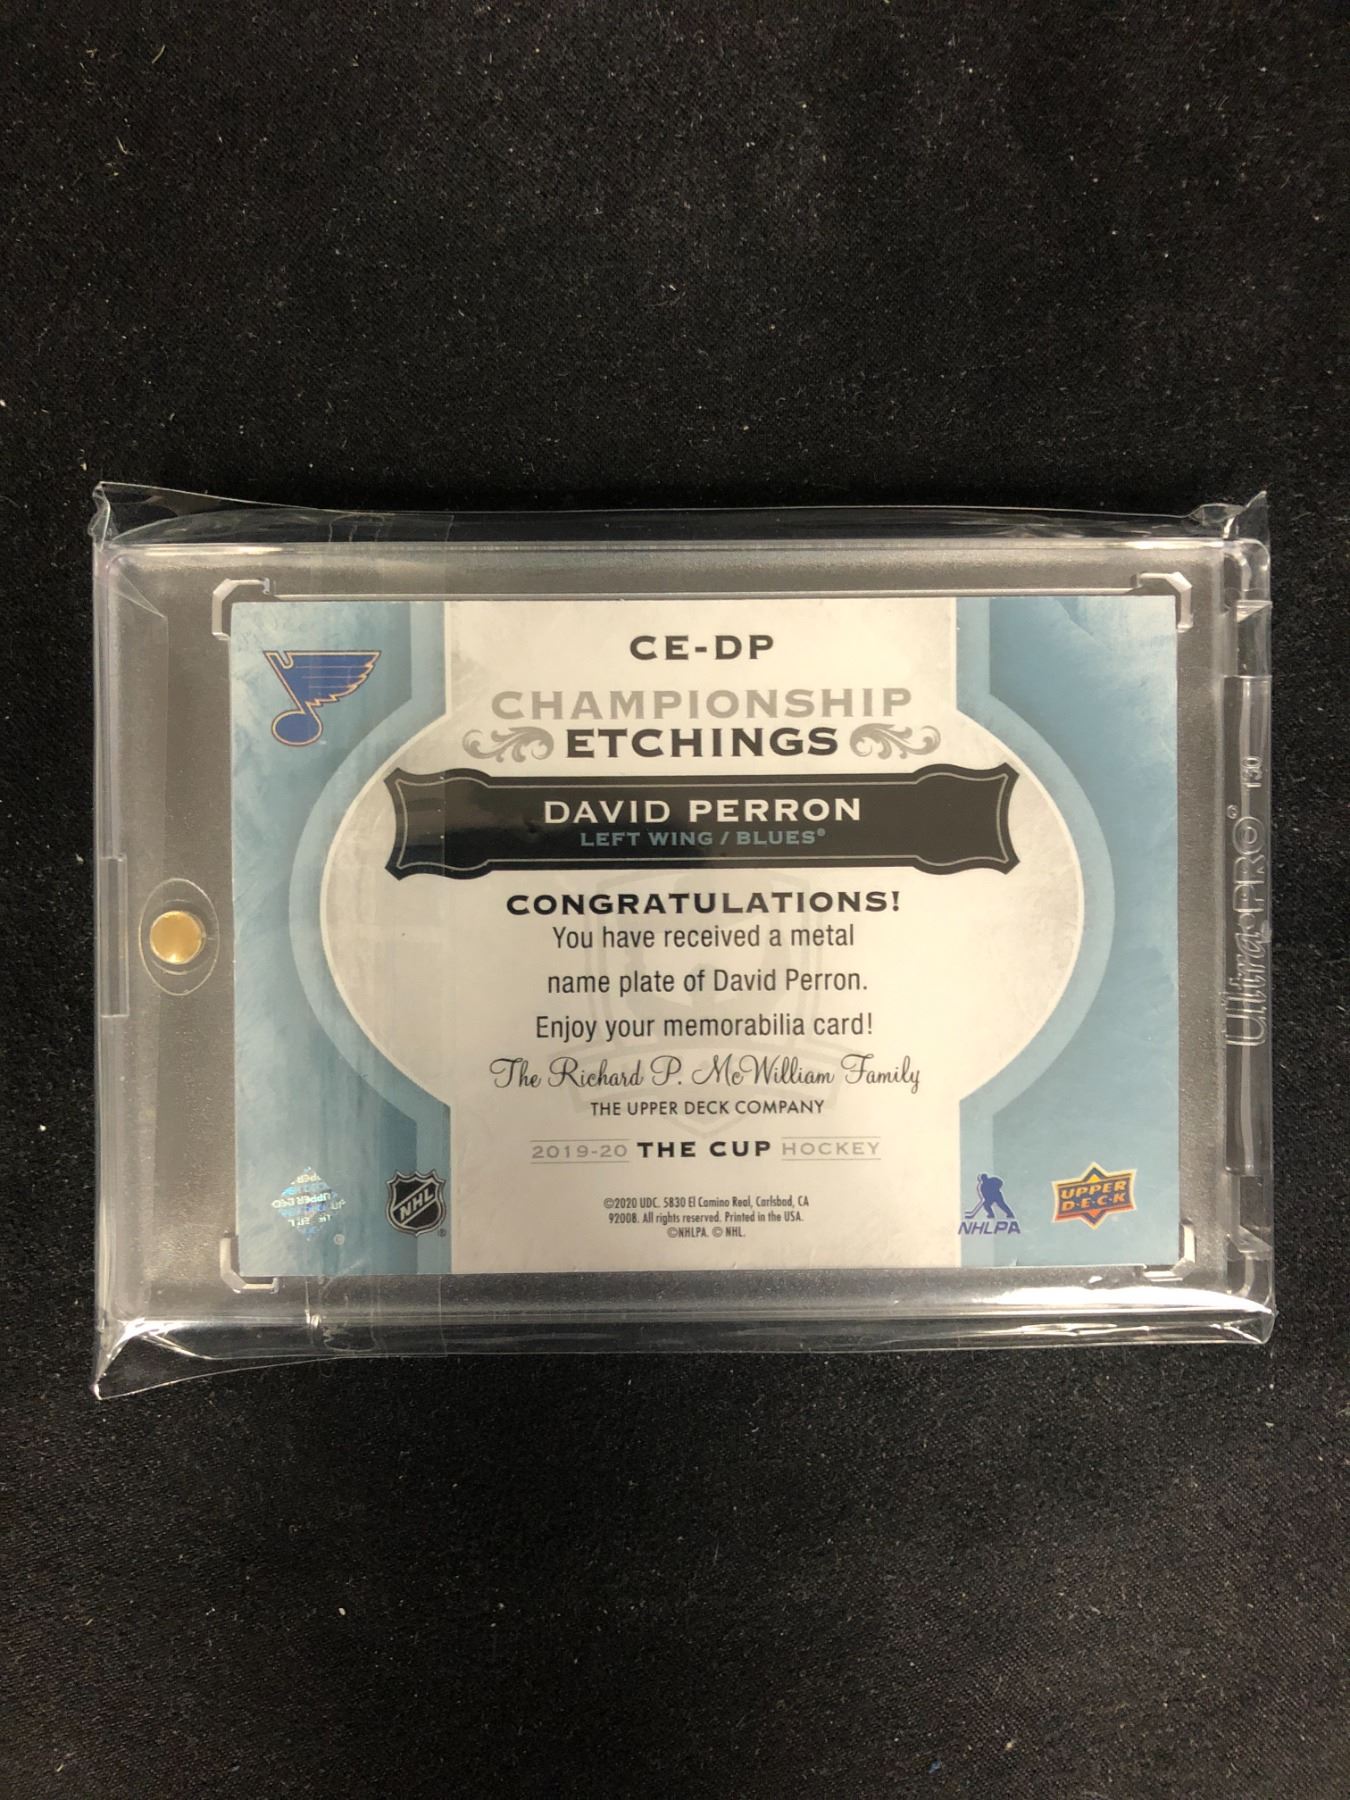 CE-DP
CHAMPIONSHIP
ETCHINGS
DAVID PERRON
LEFT WING / BLUES®
CONGRATULATIONS!
You have received a metal
name plate of David Perron.
Enjoy your memorabilia card!
The Richard P. McWilliam Family
THE UPPER DECK COMPANY
2019-20 THE CUP HOCKEY
©2020 UDC. 5830 El Camino Real, Carlsbad, CA
92008. All rights reserved. Printed in the USA.
©NHLPA. © NHL.
NHL
NHLPA
UPPER
D·E·C·K
Ultra·PRO® 130